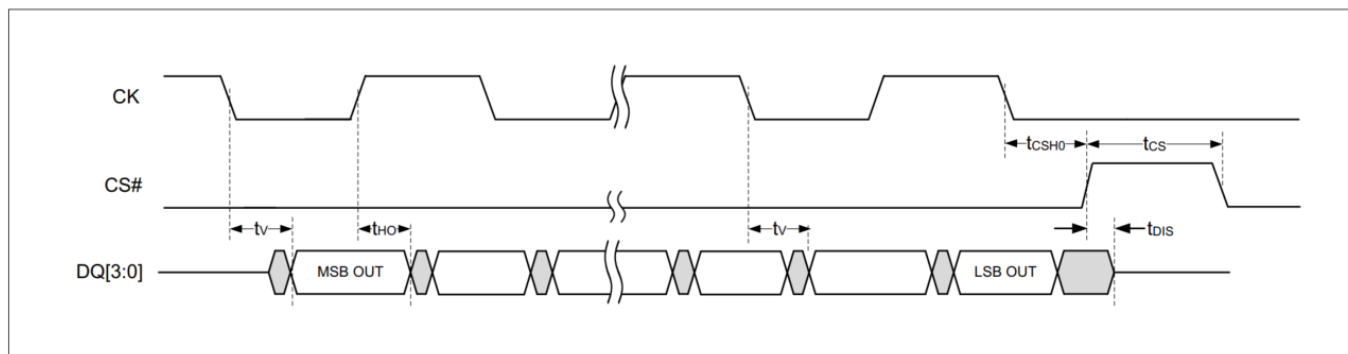 CK
tCSH0 tCS
CS#
tV tHO tV tDIS
DQ[3:0] MSB OUT LSB OUT